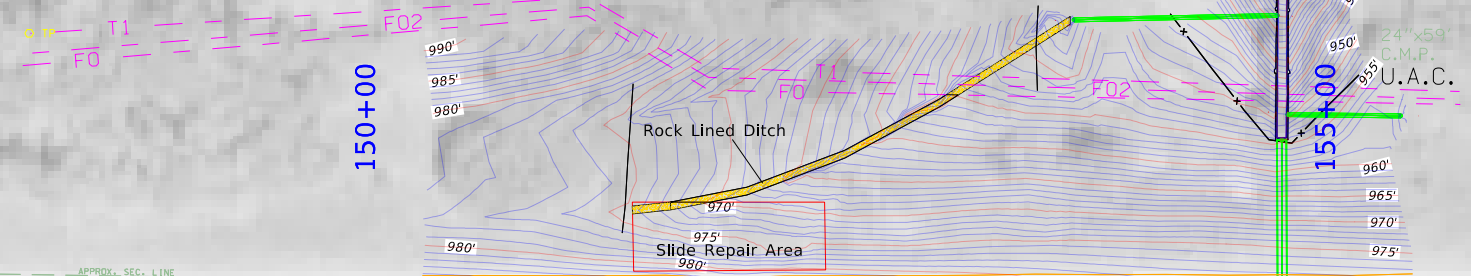 TR
T1
FO2
FO
990'
985'
980'
150+00
T1
FO
FO2
Rock Lined Ditch
970'
975'
Slide Repair Area
980'
980'
950'
24"x59'
C.M.P.
955'
U.A.C.
155+00
960'
965'
970'
975'
APPROX. SEC. LINE